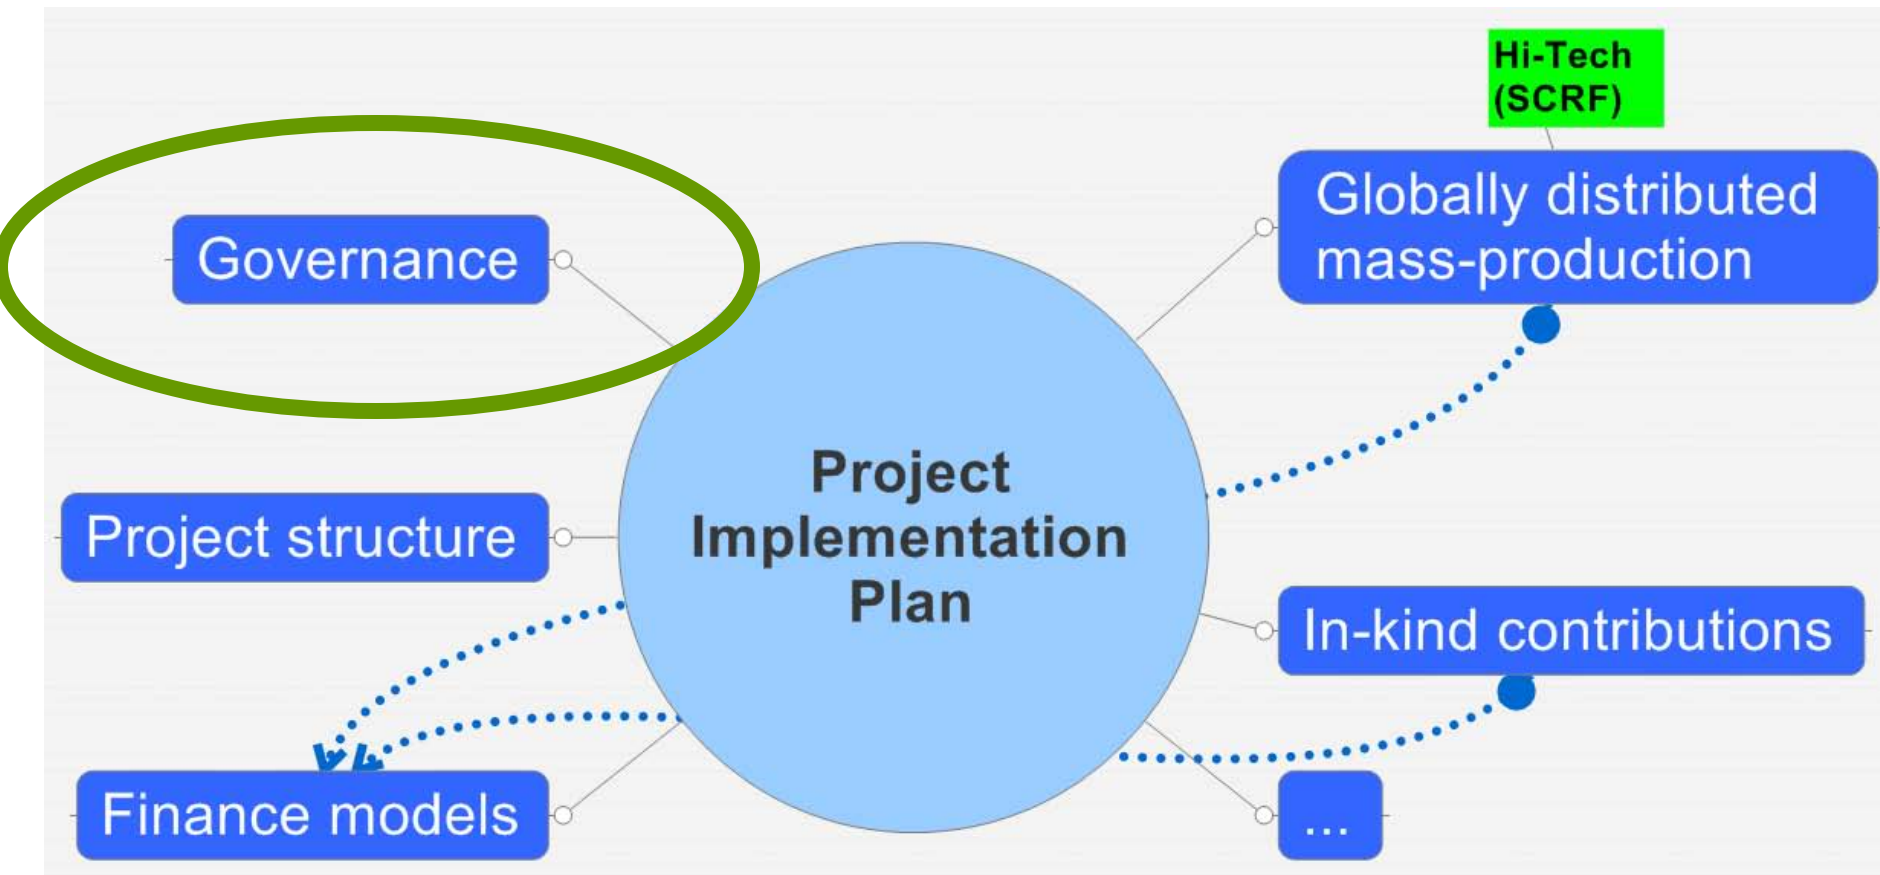 Hi-Tech
(SCRF)
Globally distributed
mass-production
Governance
Project
Implementation
Plan
Project structure
In-kind contributions
Finance models
...